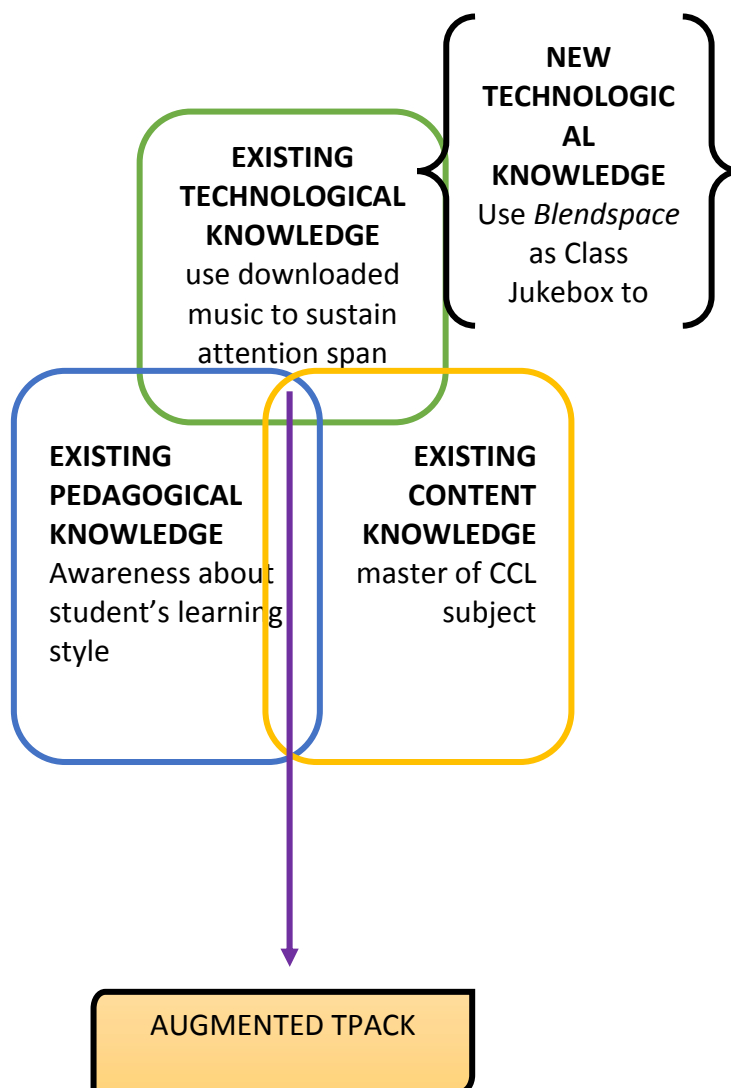 NEW
TECHNOLOGIC
AL
KNOWLEDGE
Use Blendspace
as Class
Jukebox to
EXISTING
TECHNOLOGICAL
KNOWLEDGE
use downloaded
music to sustain
attention span
EXISTING
PEDAGOGICAL
KNOWLEDGE
Awareness about
student’s learning
style
EXISTING
CONTENT
KNOWLEDGE
master of CCL
subject
AUGMENTED TPACK